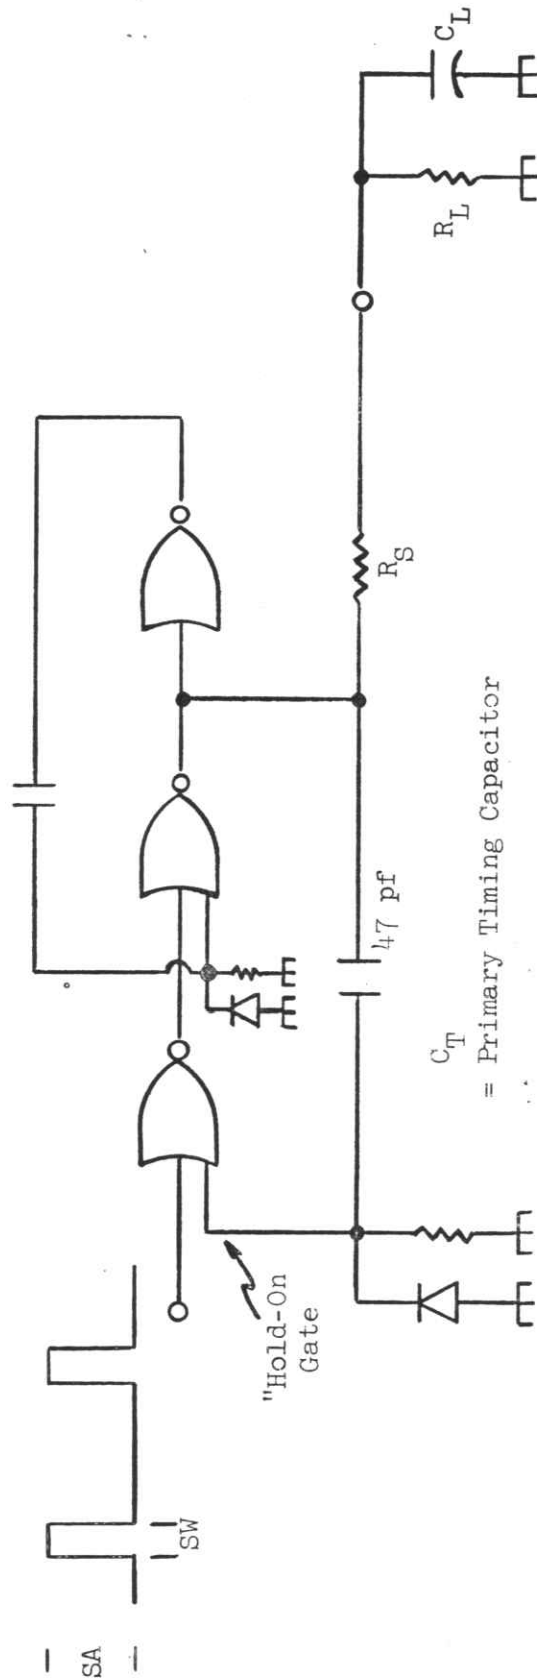 SA
SW
"Hold-On
Gate
47 pf
C_T
= Primary Timing Capacitor
R_S
R_L
C_L